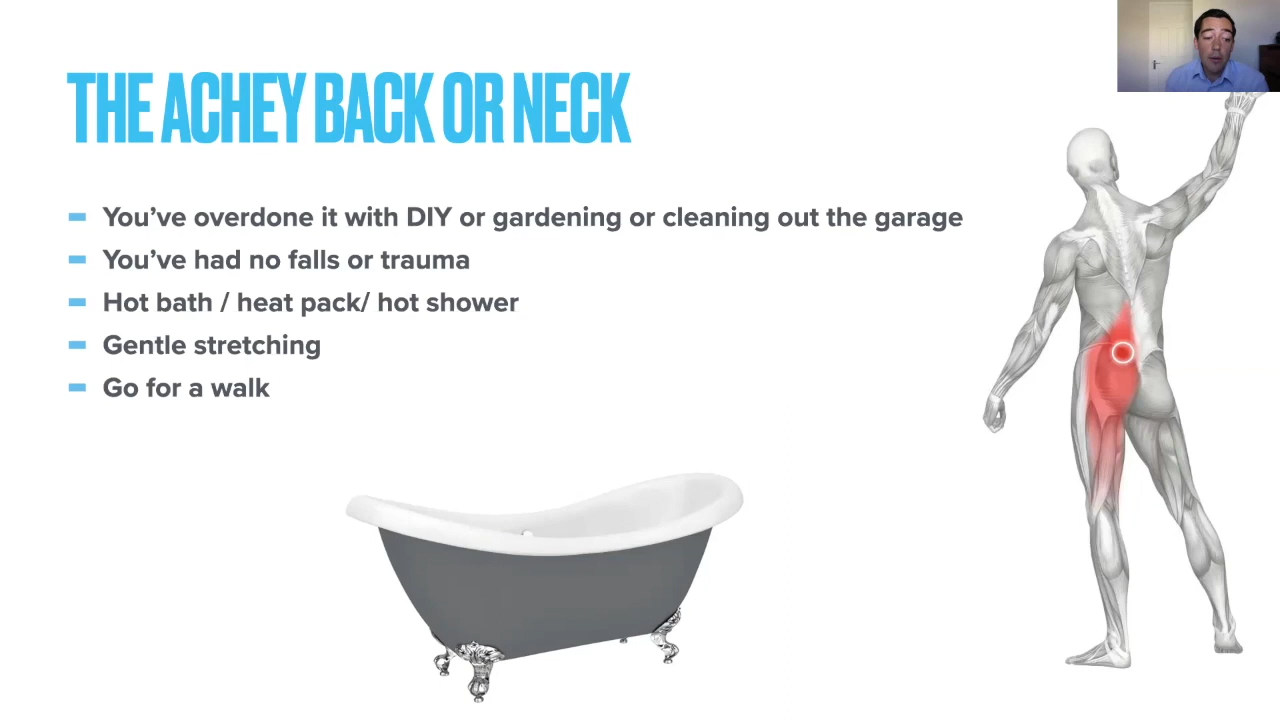 THE ACHEY BACK OR NECK
You’ve overdone it with DIY or gardening or cleaning out the garage
You’ve had no falls or trauma
Hot bath / heat pack/ hot shower
Gentle stretching
Go for a walk